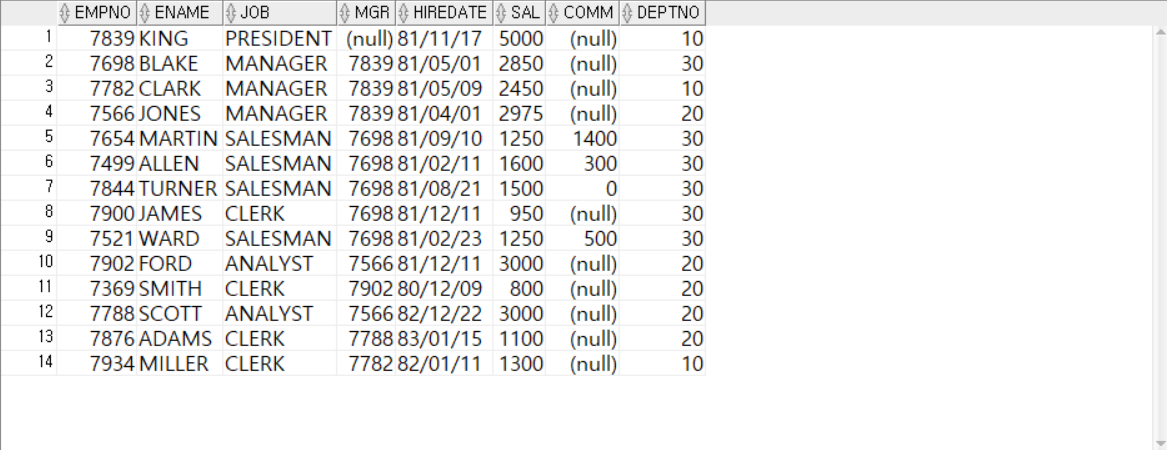 EMPNO ENAME JOB MGR HIREDATE SAL COMM DEPTNO
1 7839 KING PRESIDENT (null) 81/11/17 5000 (null) 10
2 7698 BLAKE MANAGER 7839 81/05/01 2850 (null) 30
3 7782 CLARK MANAGER 7839 81/05/09 2450 (null) 10
4 7566 JONES MANAGER 7839 81/04/01 2975 (null) 20
5 7654 MARTIN SALESMAN 7698 81/09/10 1250 1400 30
6 7499 ALLEN SALESMAN 7698 81/02/11 1600 300 30
7 7844 TURNER SALESMAN 7698 81/08/21 1500 0 30
8 7900 JAMES CLERK 7698 81/12/11 950 (null) 30
9 7521 WARD SALESMAN 7698 81/02/23 1250 500 30
10 7902 FORD ANALYST 7566 81/12/11 3000 (null) 20
11 7369 SMITH CLERK 7902 80/12/09 800 (null) 20
12 7788 SCOTT ANALYST 7566 82/12/22 3000 (null) 20
13 7876 ADAMS CLERK 7788 83/01/15 1100 (null) 20
14 7934 MILLER CLERK 7782 82/01/11 1300 (null) 10